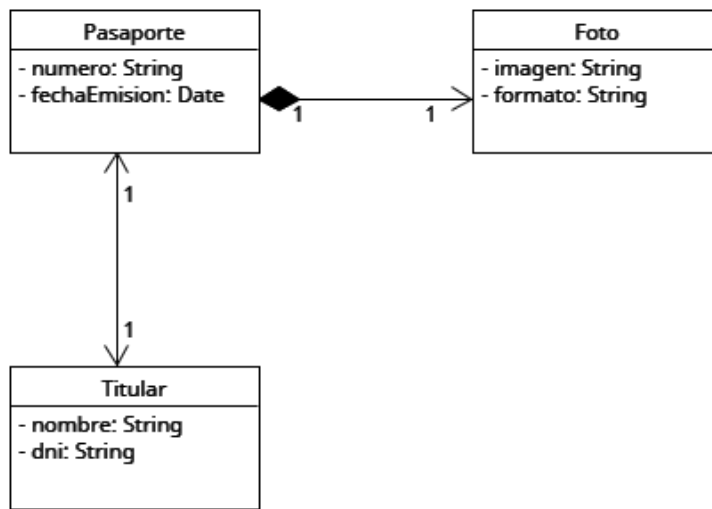 Pasaporte
- numero: String
- fechaEmision: Date
1
1
Foto
- imagen: String
- formato: String
1
1
Titular
- nombre: String
- dni: String